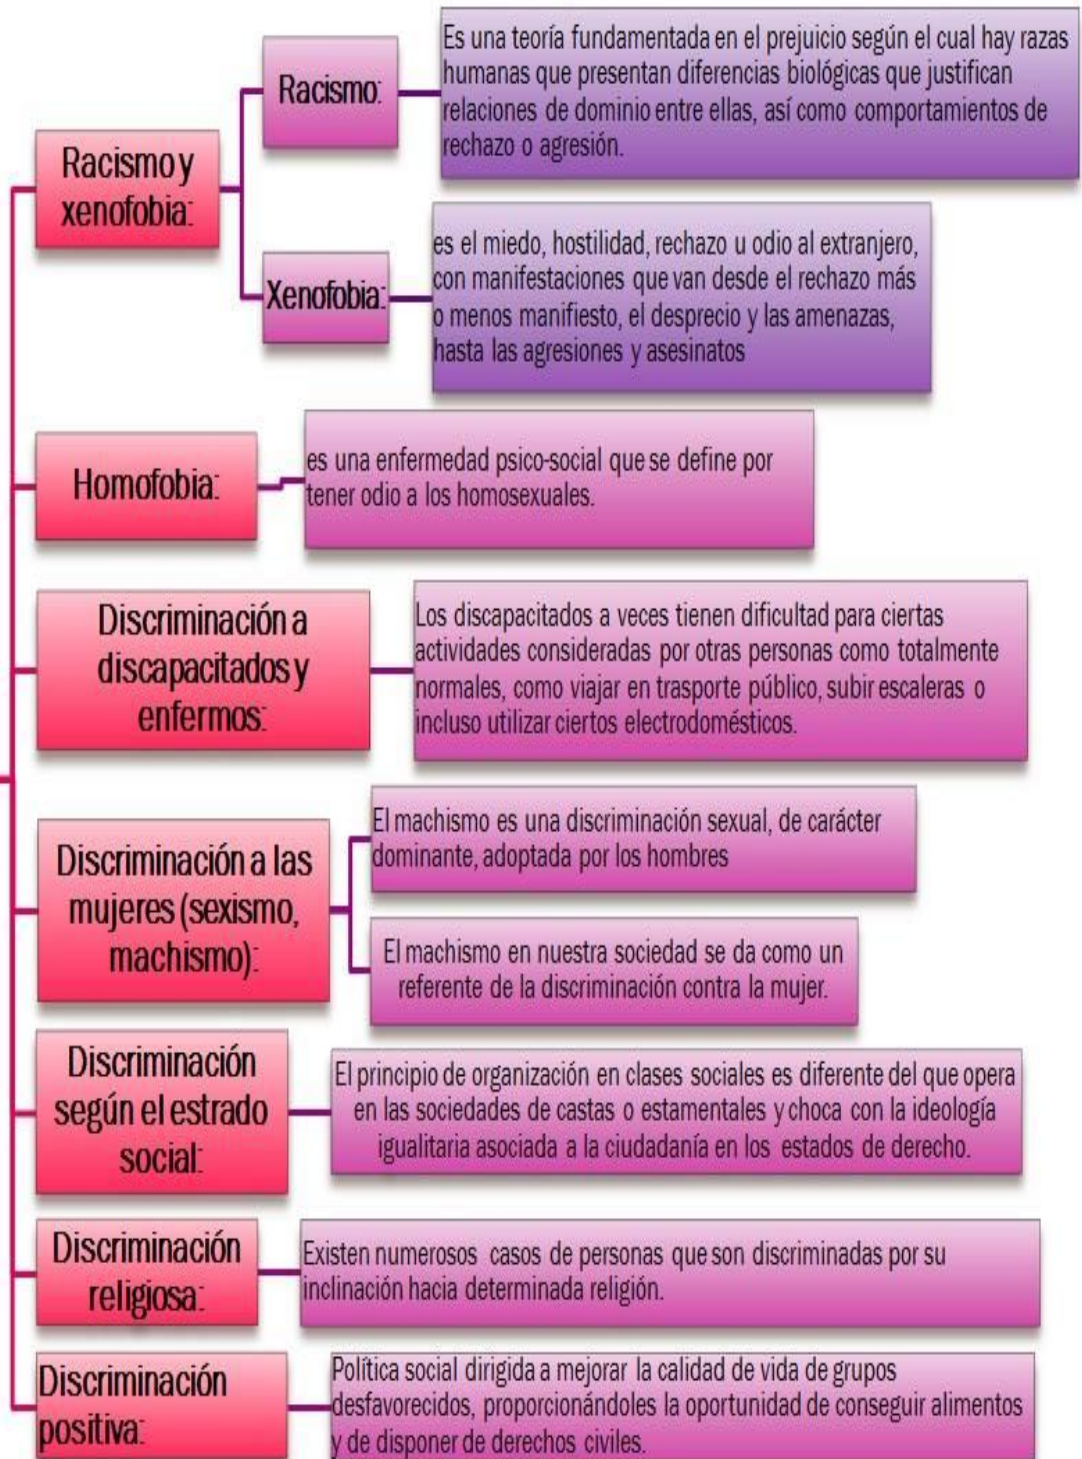 Racismo y
xenofobia:
Racismo:
Es una teoría fundamentada en el prejuicio según el cual hay razas
humanas que presentan diferencias biológicas que justifican
relaciones de dominio entre ellas, así como comportamientos de
rechazo o agresión.
Xenofobia:
es el miedo, hostilidad, rechazo u odio al extranjero,
con manifestaciones que van desde el rechazo más
o menos manifiesto, el desprecio y las amenazas,
hasta las agresiones y asesinatos
Homofobia:
es una enfermedad psico-social que se define por
tener odio a los homosexuales.
Discriminación a
discapacitados y
enfermos:
Los discapacitados a veces tienen dificultad para ciertas
actividades consideradas por otras personas como totalmente
normales, como viajar en trasporte público, subir escaleras o
incluso utilizar ciertos electrodomésticos.
Discriminación a las
mujeres (sexismo,
machismo):
El machismo es una discriminación sexual, de carácter
dominante, adoptada por los hombres
El machismo en nuestra sociedad se da como un
referente de la discriminación contra la mujer.
Discriminación
según el estrado
social:
El principio de organización en clases sociales es diferente del que opera
en las sociedades de castas o estamentales y choca con la ideología
igualitaria asociada a la ciudadanía en los estados de derecho.
Discriminación
religiosa:
Existen numerosos casos de personas que son discriminadas por su
inclinación hacia determinada religión.
Discriminación
positiva:
Política social dirigida a mejorar la calidad de vida de grupos
desfavorecidos, proporcionándoles la oportunidad de conseguir alimentos
y de disponer de derechos civiles.